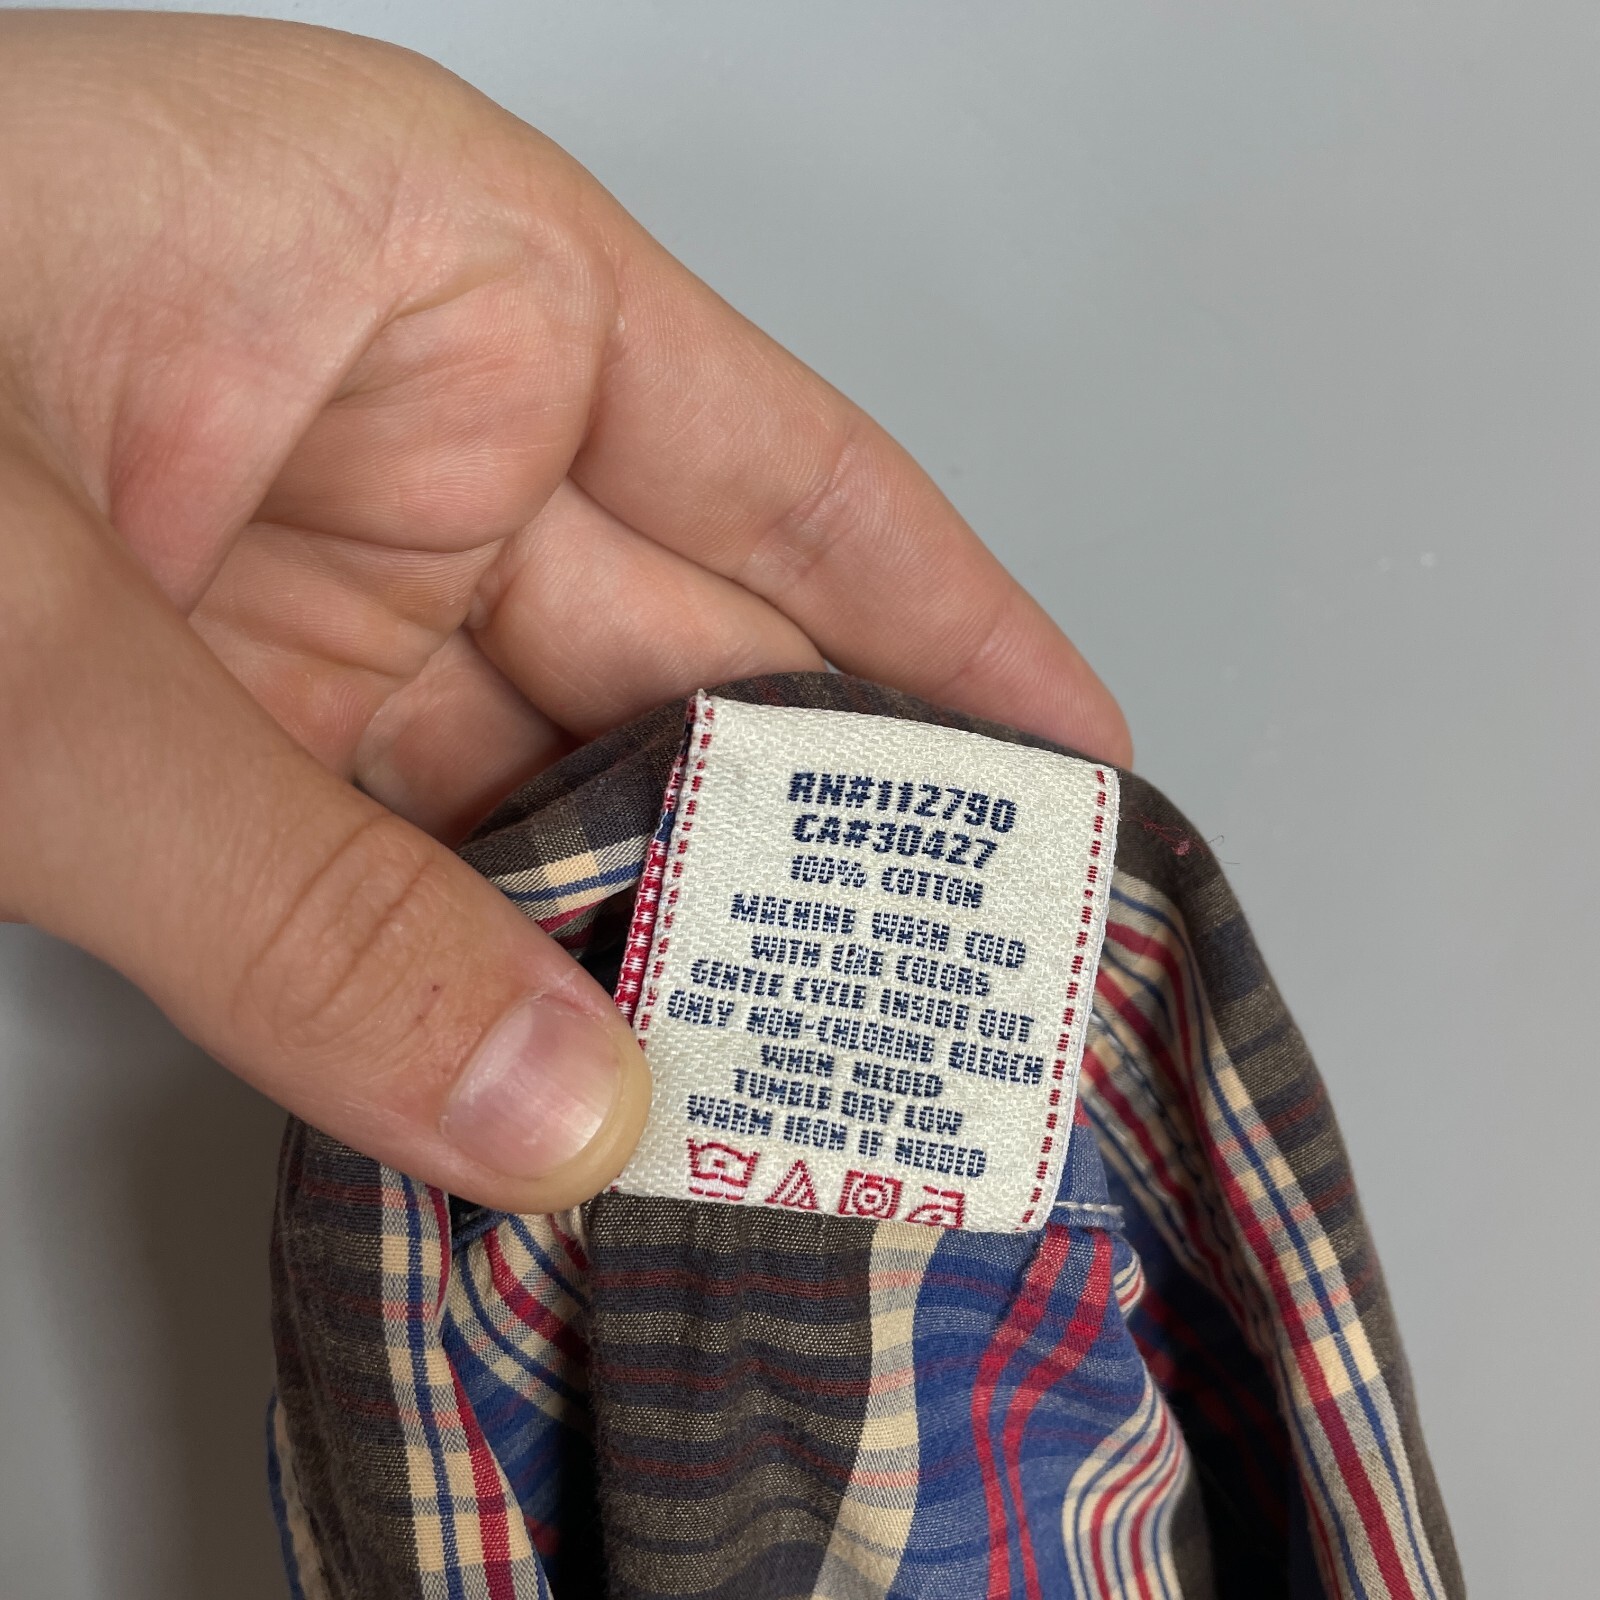 RN#112790
CA#30427
100% COTTON
MACHINE WASH COLD
WITH LIKE COLORS
GENTLE CYCLE INSIDE OUT
ONLY NON-CHLORINE BLEACH
WHEN NEEDED
TUMBLE DRY LOW
WARM IRON IF NEEDED